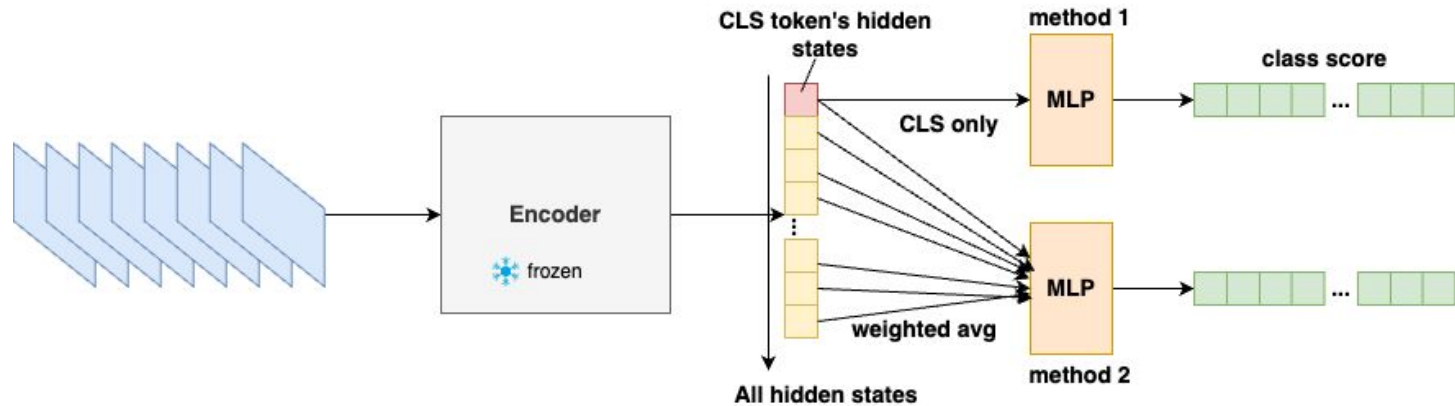 CLS token's hidden
states
method 1
MLP
class score
...
CLS only
Encoder
frozen
...
MLP
...
weighted avg
method 2
All hidden states